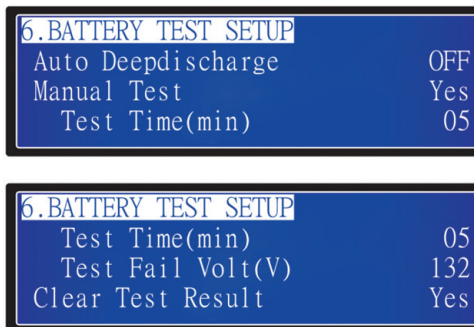 6.BATTERY TEST SETUP
Auto Deepdischarge OFF
Manual Test Yes
Test Time(min) 05
6.BATTERY TEST SETUP
Test Time(min) 05
Test Fail Volt(V) 132
Clear Test Result Yes